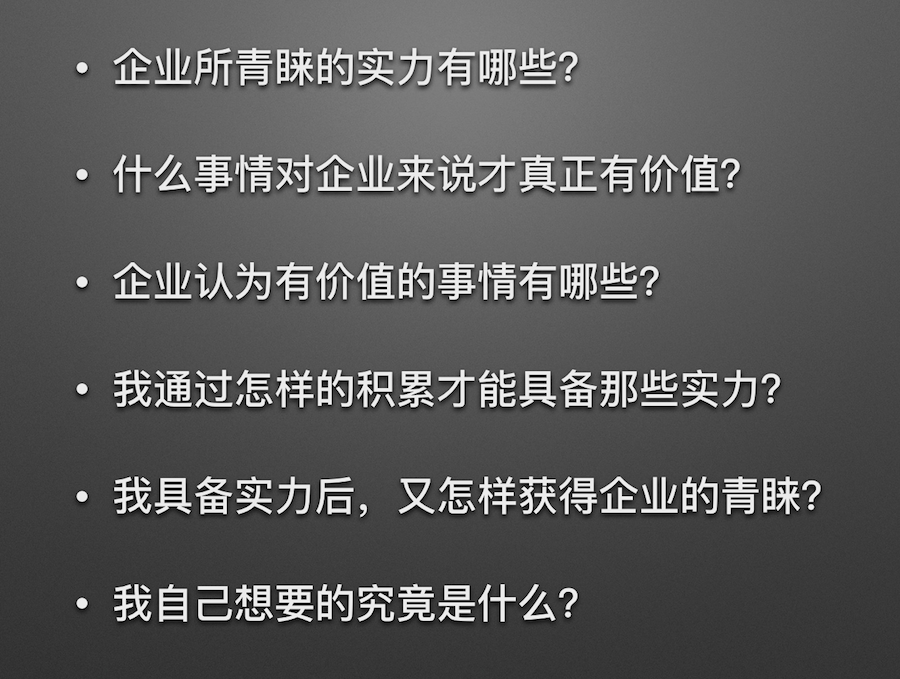 • 企业所青睐的实力有哪些？
• 什么事情对企业来说才真正有价值？
• 企业认为有价值的事情有哪些？
• 我通过怎样的积累才能具备那些实力？
• 我具备实力后，又怎样获得企业的青睐？
• 我自己想要的究竟是什么？